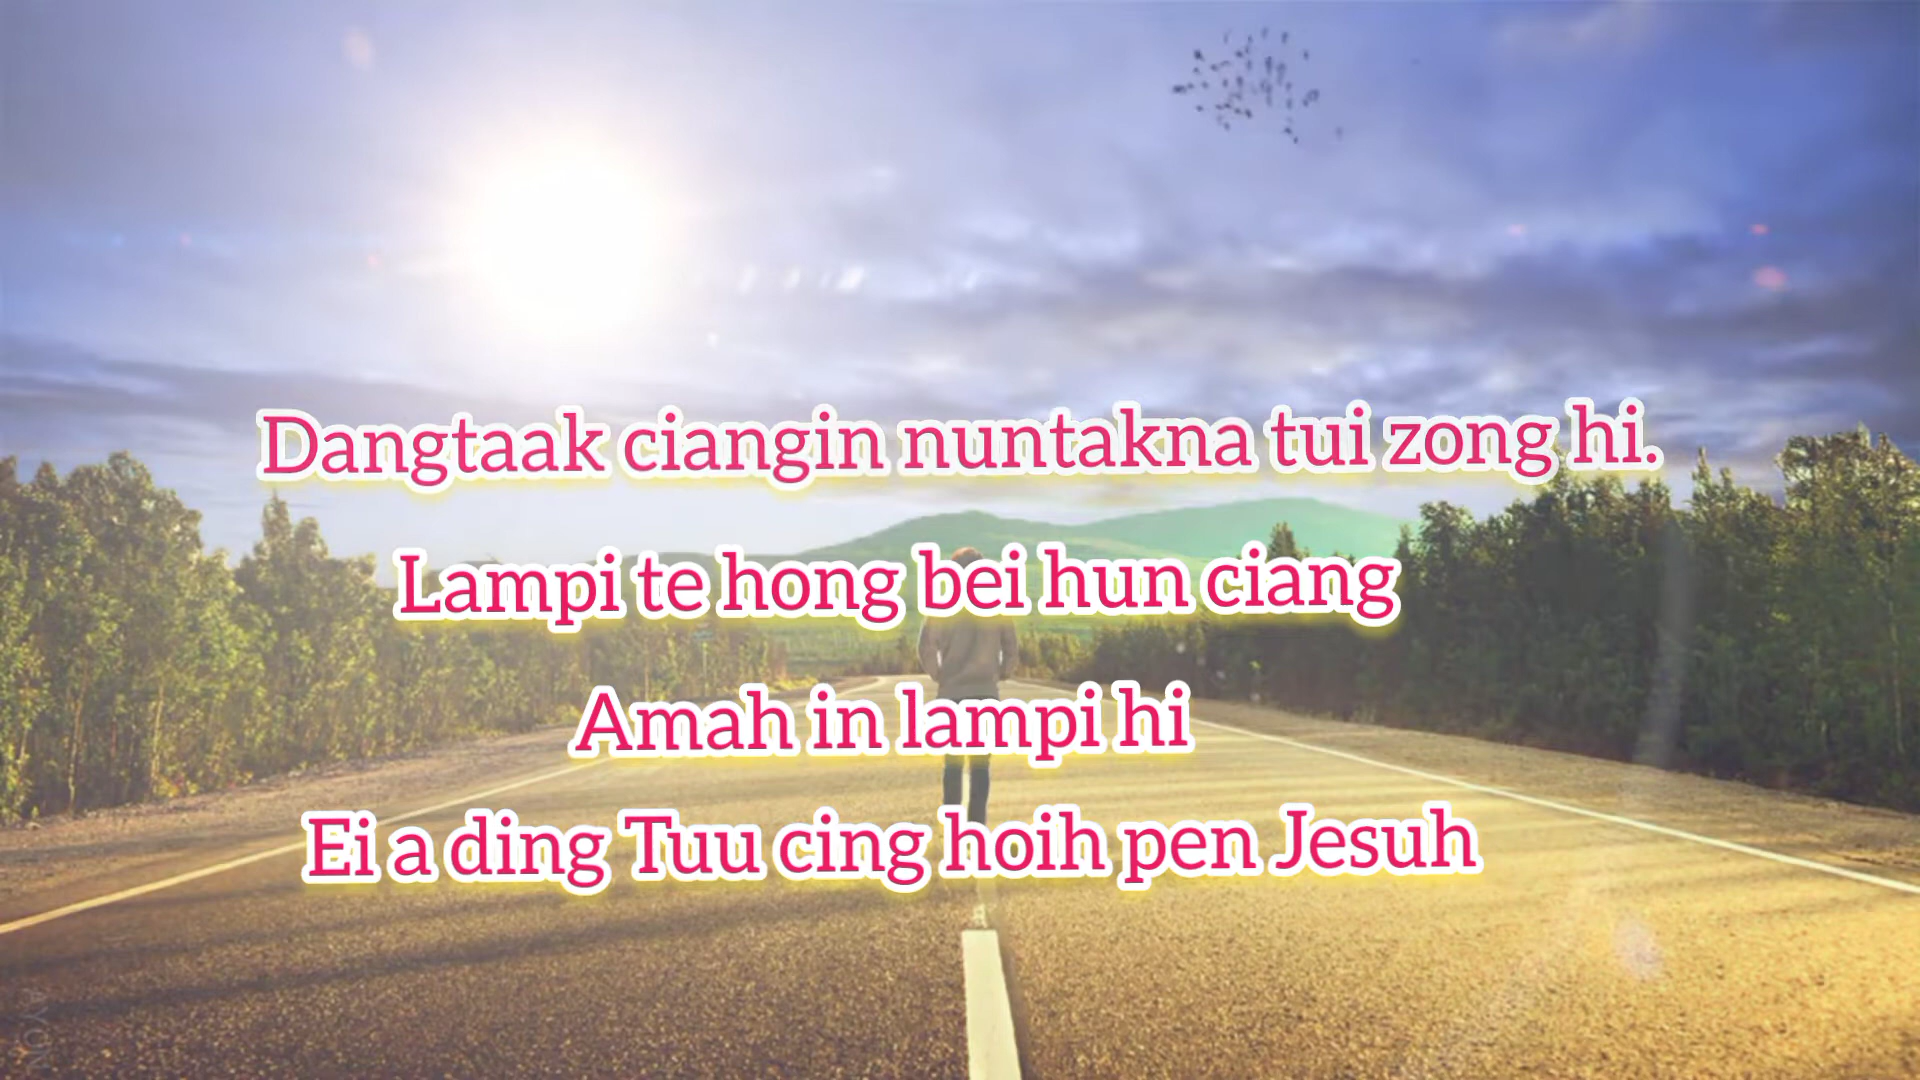 Dangtaak ciangin nuntakna tui zong hi.
Lampi te hong bei hun ciang
Amah in lampi hi
Ei a ding Tuu cing hoih pen Jesuh